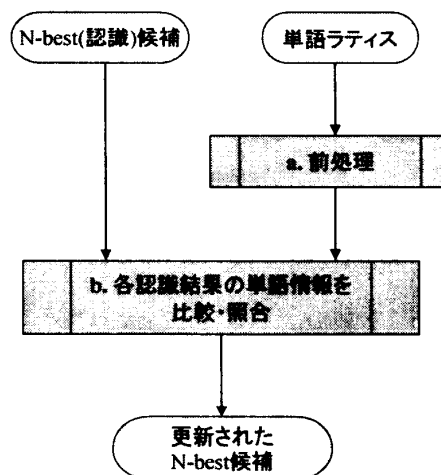 N-best(認識)候補
単語ラティス
a. 前処理
b. 各認識結果の単語情報を
比較・照合
更新された
N-best候補